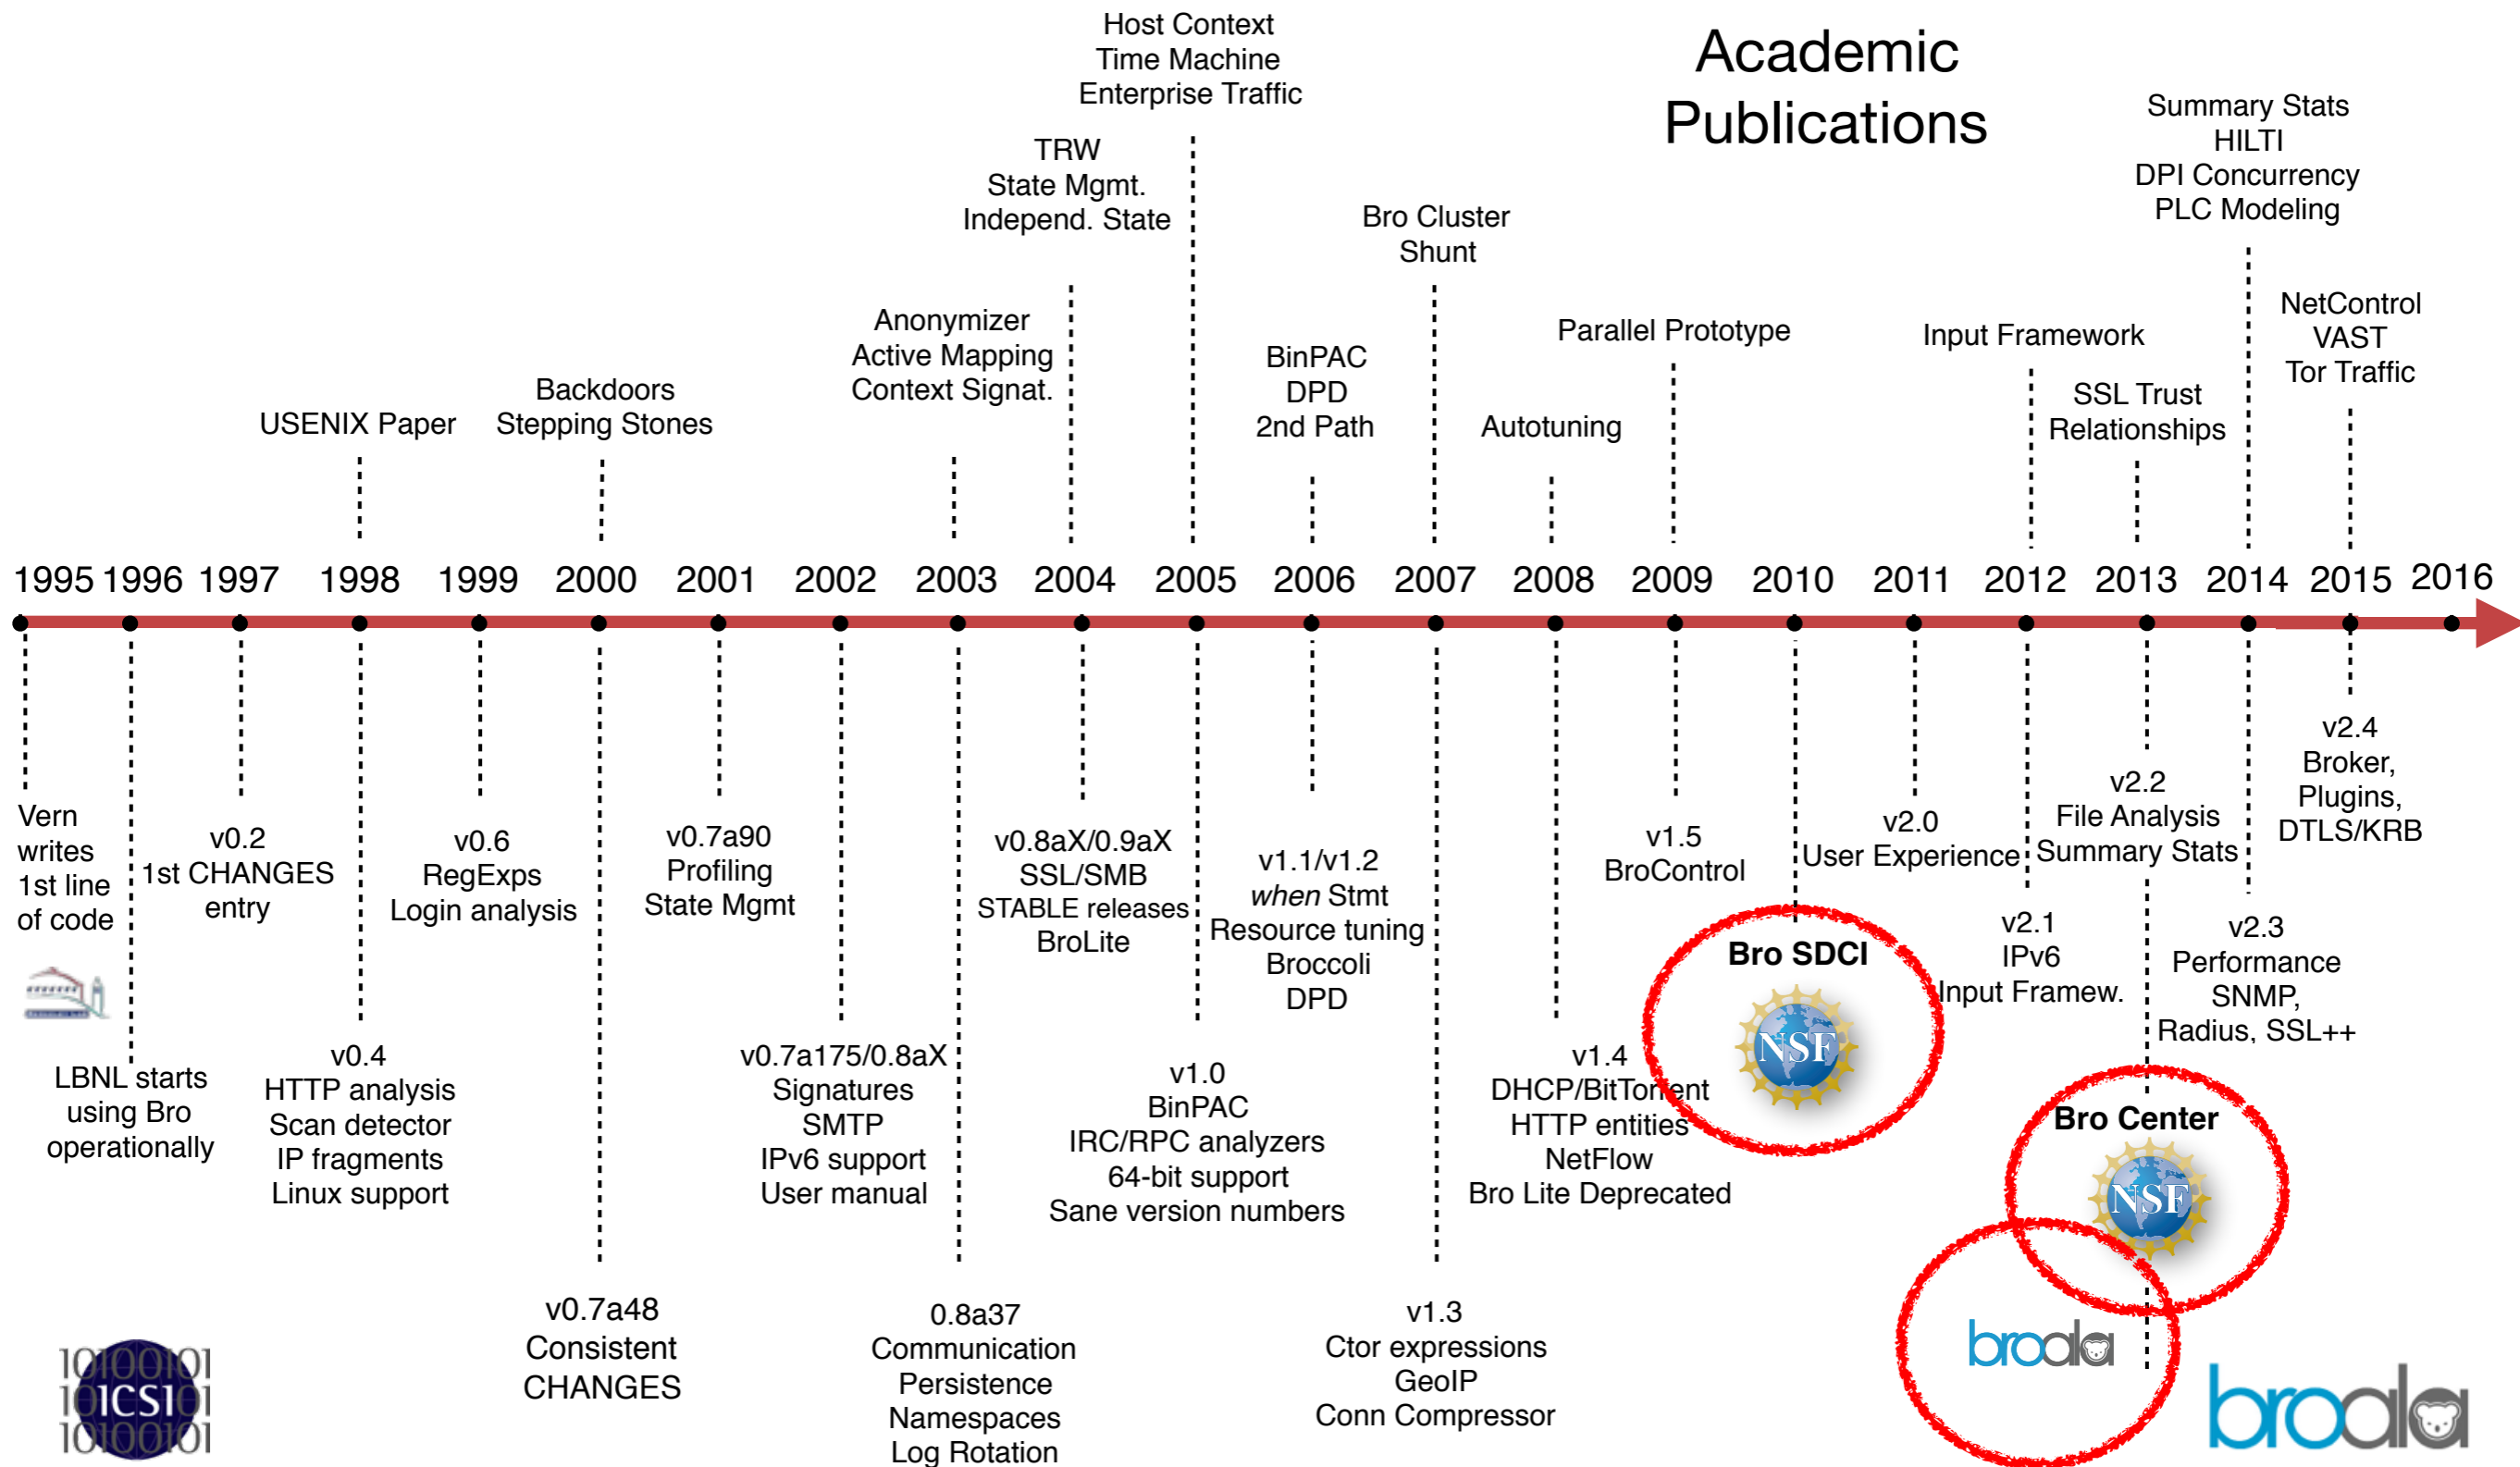 Academic
Publications
Host Context
Time Machine
Enterprise Traffic
TRW
State Mgmt.
Independ. State
Summary Stats
HILTI
DPI Concurrency
PLC Modeling
Bro Cluster
Shunt
Anonymizer
Active Mapping
Context Signat.
NetControl
VAST
Tor Traffic
Parallel Prototype
Input Framework
BinPAC
DPD
2nd Path
Backdoors
Stepping Stones
SSL Trust
Relationships
USENIX Paper
Autotuning
1995 1996 1997 1998 1999 2000 2001 2002 2003 2004 2005 2006 2007 2008 2009 2010 2011 2012 2013 2014 2015 2016
Vern
writes
1st line
of code
LBNL starts
using Bro
operationally
v0.2
1st CHANGES
entry
v0.4
HTTP analysis
Scan detector
IP fragments
Linux support
v0.6
RegExps
Login analysis
v0.7a48
Consistent
CHANGES
v0.7a90
Profiling
State Mgmt
v0.7a175/0.8aX
Signatures
SMTP
IPv6 support
User manual
0.8a37
Communication
Persistence
Namespaces
Log Rotation
v0.8aX/0.9aX
SSL/SMB
STABLE releases
BroLite
v1.0
BinPAC
IRC/RPC analyzers
64-bit support
Sane version numbers
v1.1/v1.2
when Stmt
Resource tuning
Broccoli
DPD
v1.3
Ctor expressions
GeoIP
Conn Compressor
v1.4
DHCP/BitTorrent
HTTP entities
NetFlow
Bro Lite Deprecated
v1.5
BroControl
Bro SDCI
NSF
v2.0
User Experience
v2.1
IPv6
Input Framew.
v2.2
File Analysis
Summary Stats
Bro Center
NSF
broala
v2.3
Performance
SNMP,
Radius, SSL++
v2.4
Broker,
Plugins,
DTLS/KRB
10100101
ICSI
10100101
broala